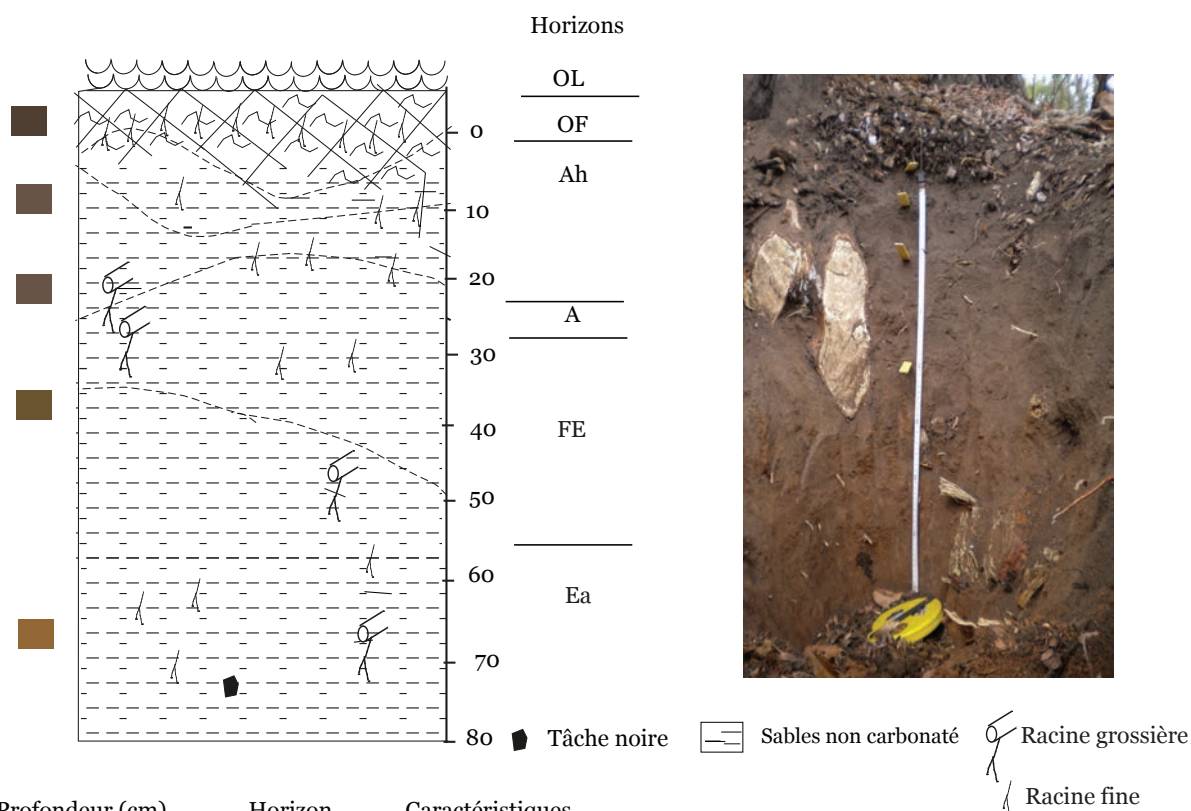 Horizons
OL
OF
0
Ah
10
20
A
30
40
FE
50
60
Ea
70
80
Tâche noire
Sables non carbonaté
Racine grossière
Racine fine
Profondeur (cm)
Horizon
Caractéristiques